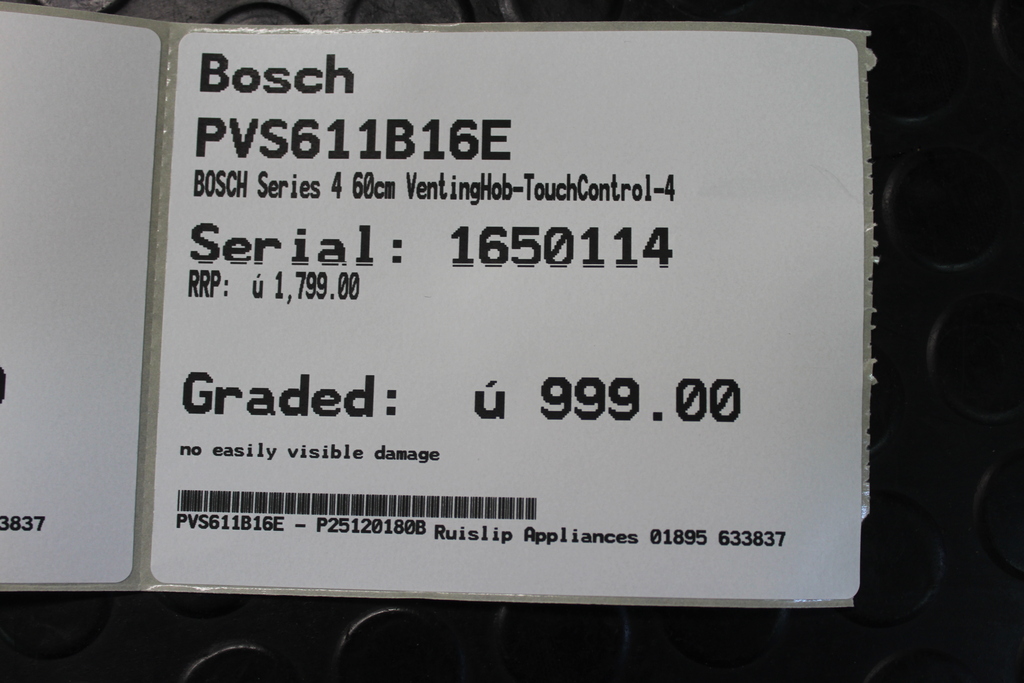 Bosch
PVS611B16E
BOSCH Series 4 60cm VentingHob-TouchControl-4
Serial: 1650114
RRP: ú 1,799.00
Graded: ú 999.00
no easily visible damage
PVS611B16E - P25120180B Ruislip Appliances 01895 633837
3837